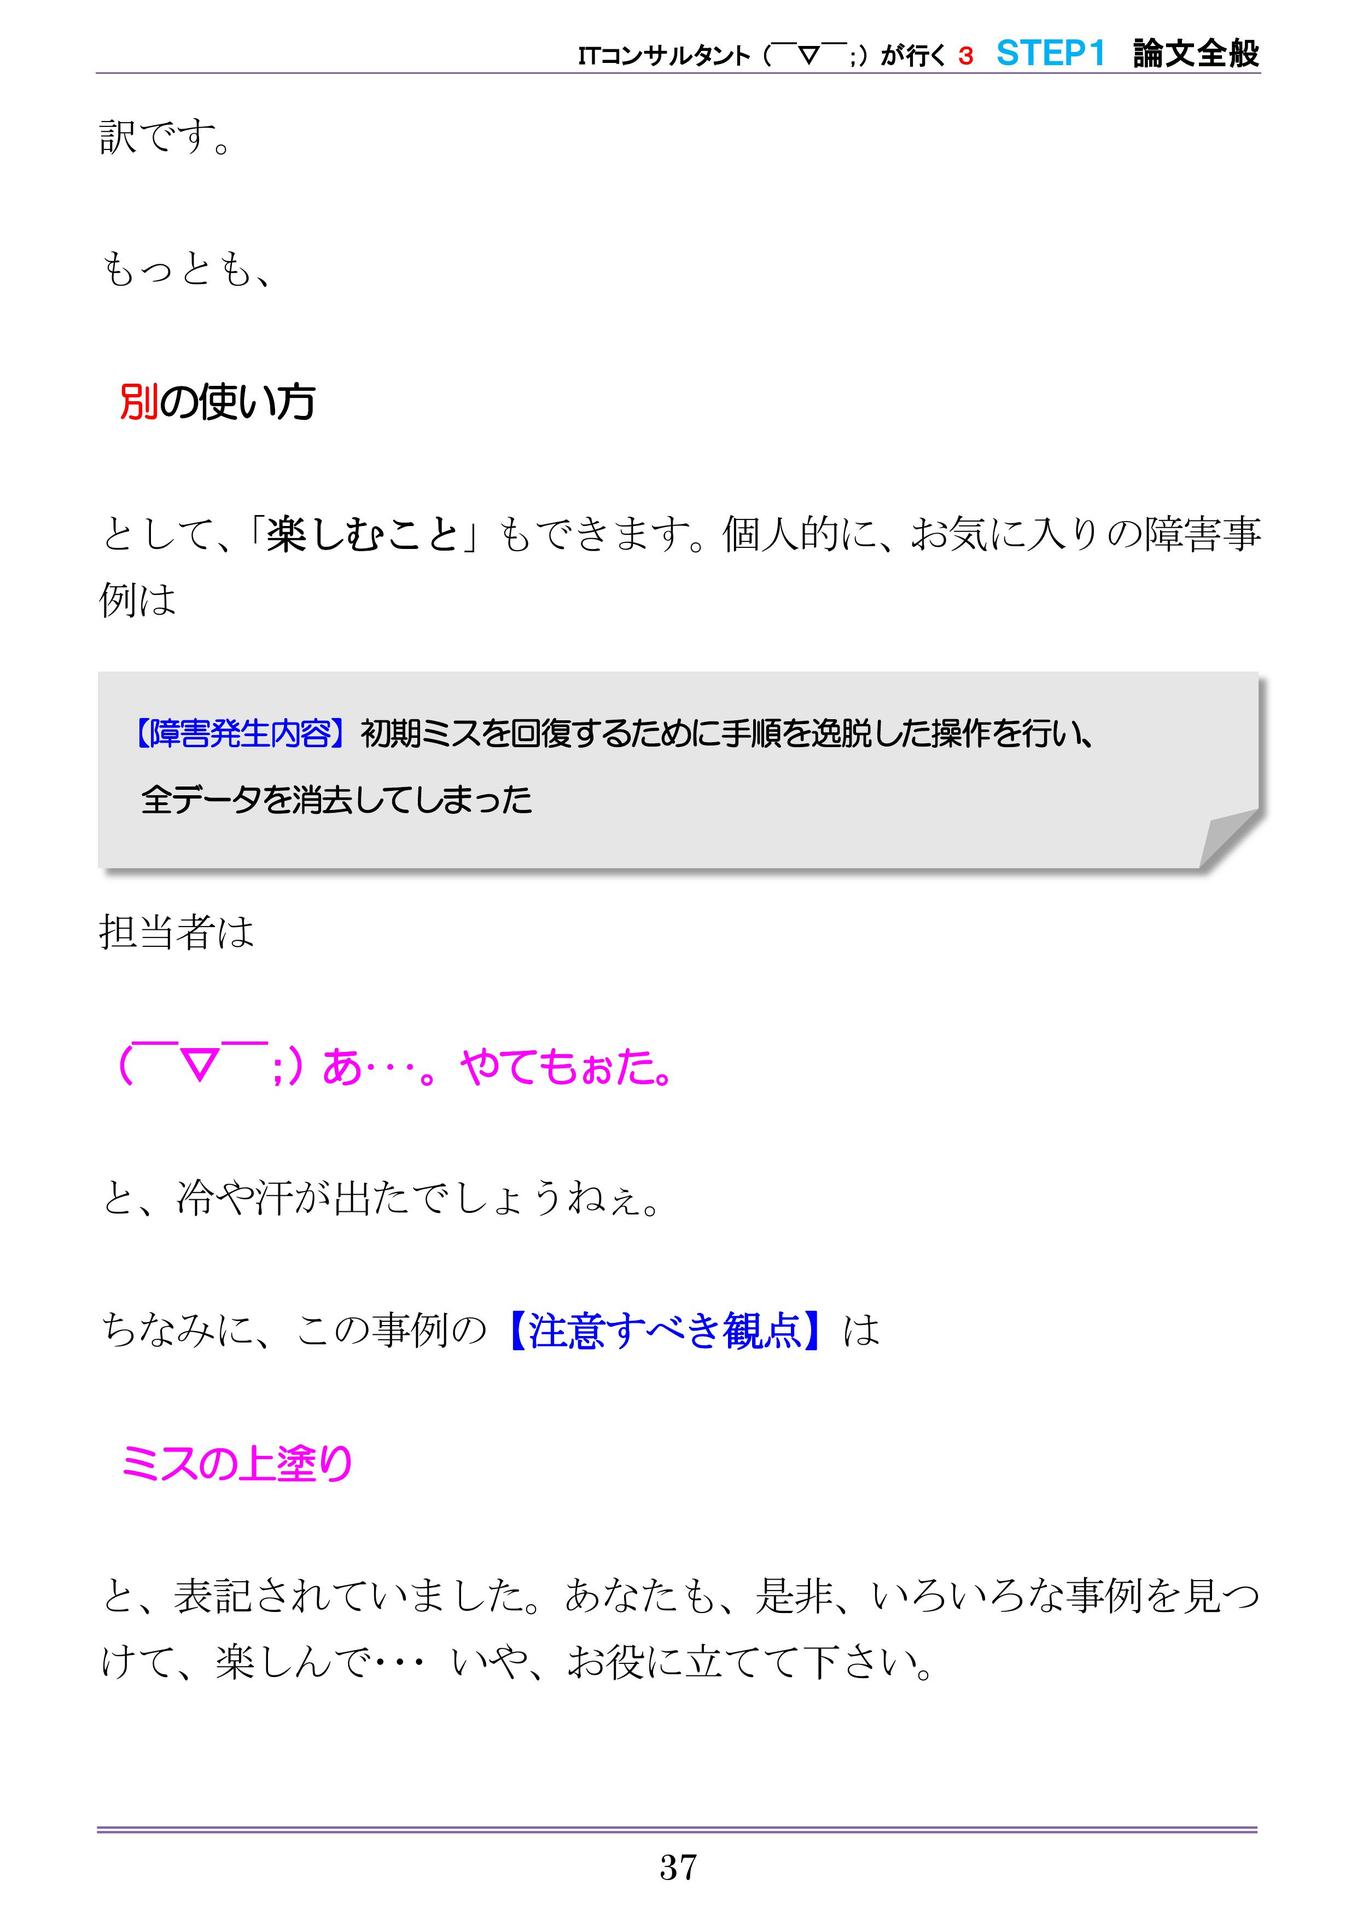 ITコンサルタント（￣▽￣；）が行く 3 STEP1 論文全般
訳です。
もっとも、
別の使い方
として、「楽しむこと」もできます。個人的に、お気に入りの障害事
例は
【障害発生内容】初期ミスを回復するために手順を逸脱した操作を行い、
全データを消去してしまった
担当者は
（￣▽￣；）あ・・・。やてもぉた。
と、冷や汗が出たでしょうねぇ。
ちなみに、この事例の【注意すべき観点】は
ミスの上塗り
と、表記されていました。あなたも、是非、いろいろな事例を見つ
けて、楽しんで・・・ いや、お役に立てて下さい。
37